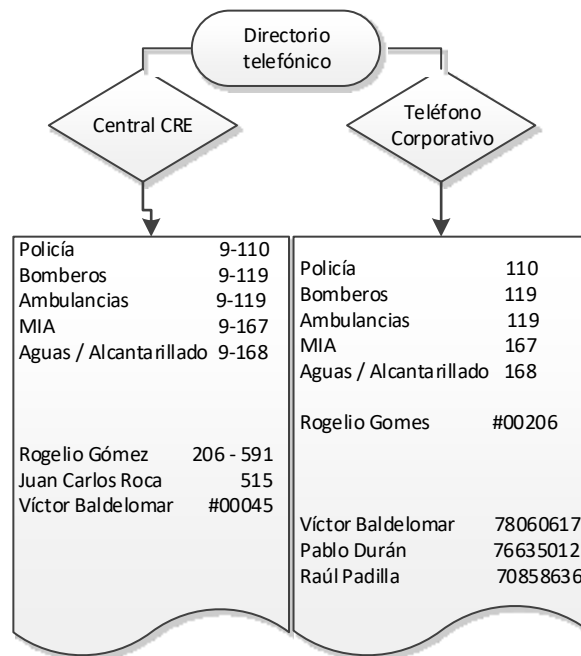 Directorio
telefónico
Central CRE
Teléfono
Corporativo
Policía 9-110
Bomberos 9-119
Ambulancias 9-119
MIA 9-167
Aguas / Alcantarillado 9-168
Rogelio Gómez 206 - 591
Juan Carlos Roca 515
Víctor Baldelomar #00045
Policía 110
Bomberos 119
Ambulancias 119
MIA 167
Aguas / Alcantarillado 168
Rogelio Gomes #00206
Víctor Baldelomar 78060617
Pablo Durán 76635012
Raúl Padilla 70858636